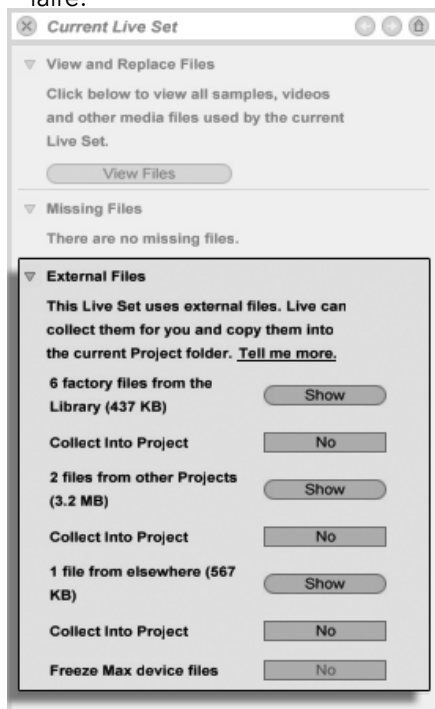 faire.
Current Live Set
View and Replace Files
Click below to view all samples, videos
and other media files used by the current
Live Set.
View Files
Missing Files
There are no missing files.
External Files
This Live Set uses external files. Live can
collect them for you and copy them into
the current Project folder. Tell me more.
6 factory files from the
Library (437 KB)
Show
Collect Into Project
No
2 files from other Projects
(3.2 MB)
Show
Collect Into Project
No
1 file from elsewhere (567
KB)
Show
Collect Into Project
No
Freeze Max device files
No